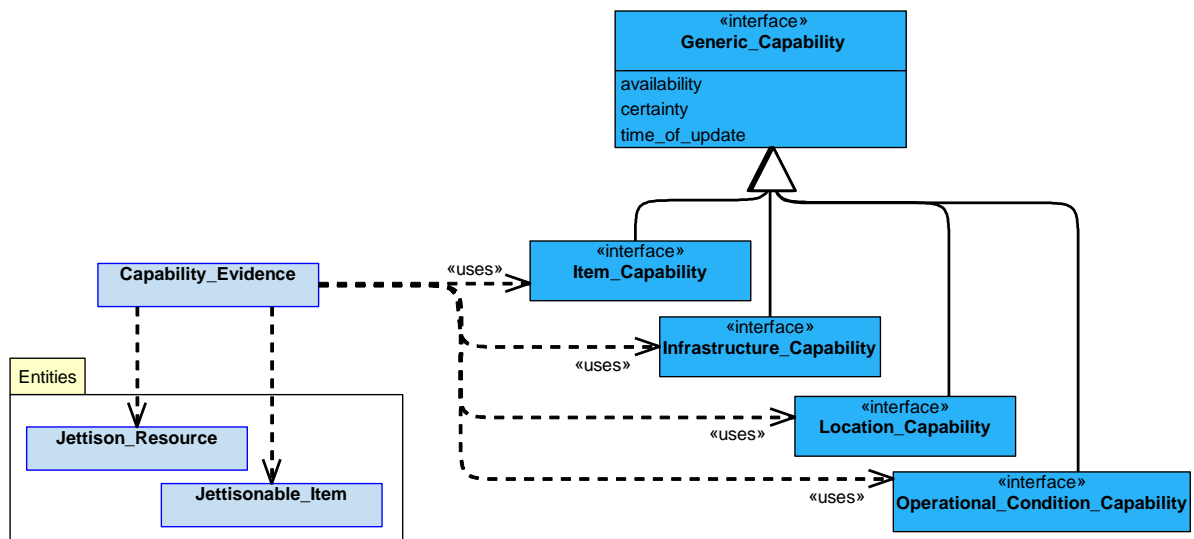 «interface»
Generic_Capability
availability
certainty
time_of_update
«interface»
Item_Capability
«uses»
Capability_Evidence
«interface»
Infrastructure_Capability
«uses»
Entities
«interface»
Location_Capability
«uses»
Jettison_Resource
«interface»
Operational_Condition_Capability
«uses»
Jettisonable_Item